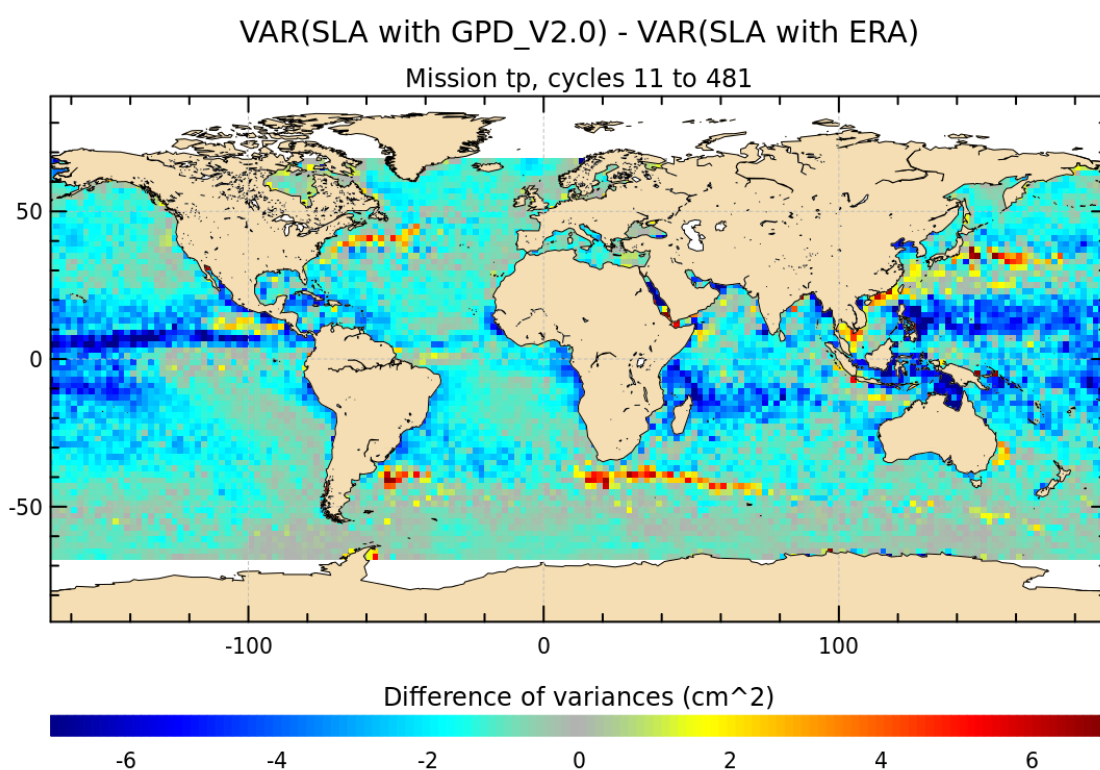 VAR(SLA with GPD_V2.0) - VAR(SLA with ERA)
Mission tp, cycles 11 to 481
50
0
-50
-100 0 100
Difference of variances (cm^2)
-6 -4 -2 0 2 4 6